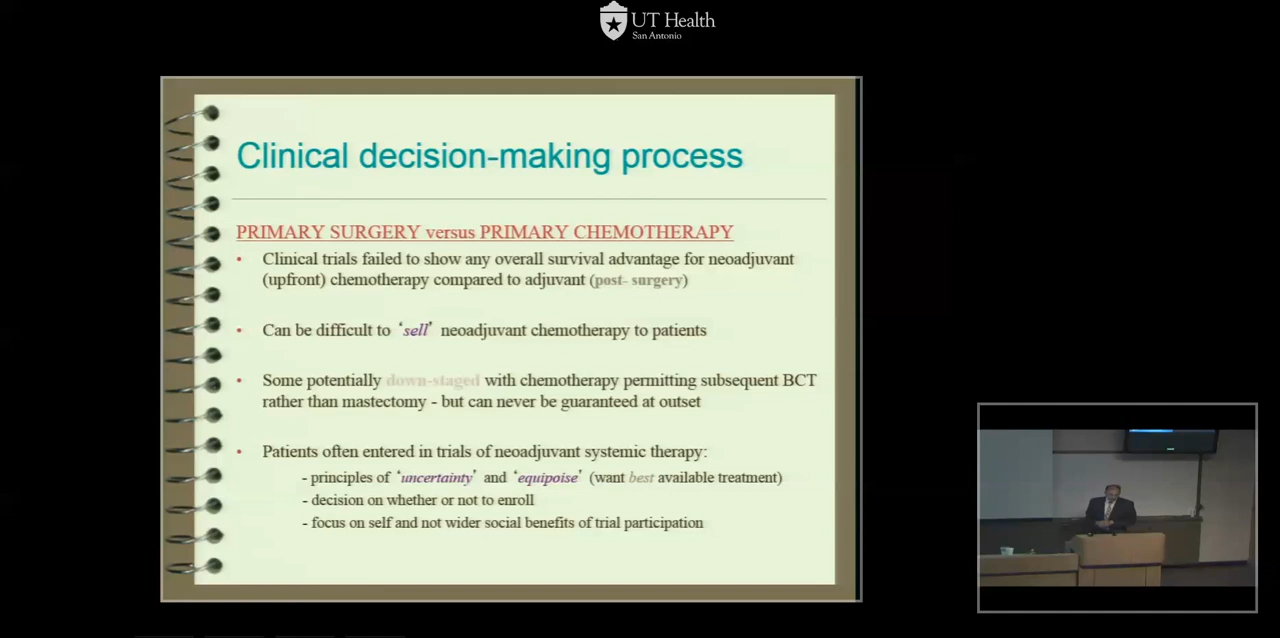 UT Health
San Antonio
Clinical decision-making process
PRIMARY SURGERY versus PRIMARY CHEMOTHERAPY
• Clinical trials failed to show any overall survival advantage for neoadjuvant
(upfront) chemotherapy compared to adjuvant (post- surgery)
• Can be difficult to ‘sell’ neoadjuvant chemotherapy to patients
• Some potentially down-staged with chemotherapy permitting subsequent BCT
rather than mastectomy - but can never be guaranteed at outset
• Patients often entered in trials of neoadjuvant systemic therapy:
- principles of ‘uncertainty’ and ‘equipoise’ (want best available treatment)
- decision on whether or not to enroll
- focus on self and not wider social benefits of trial participation